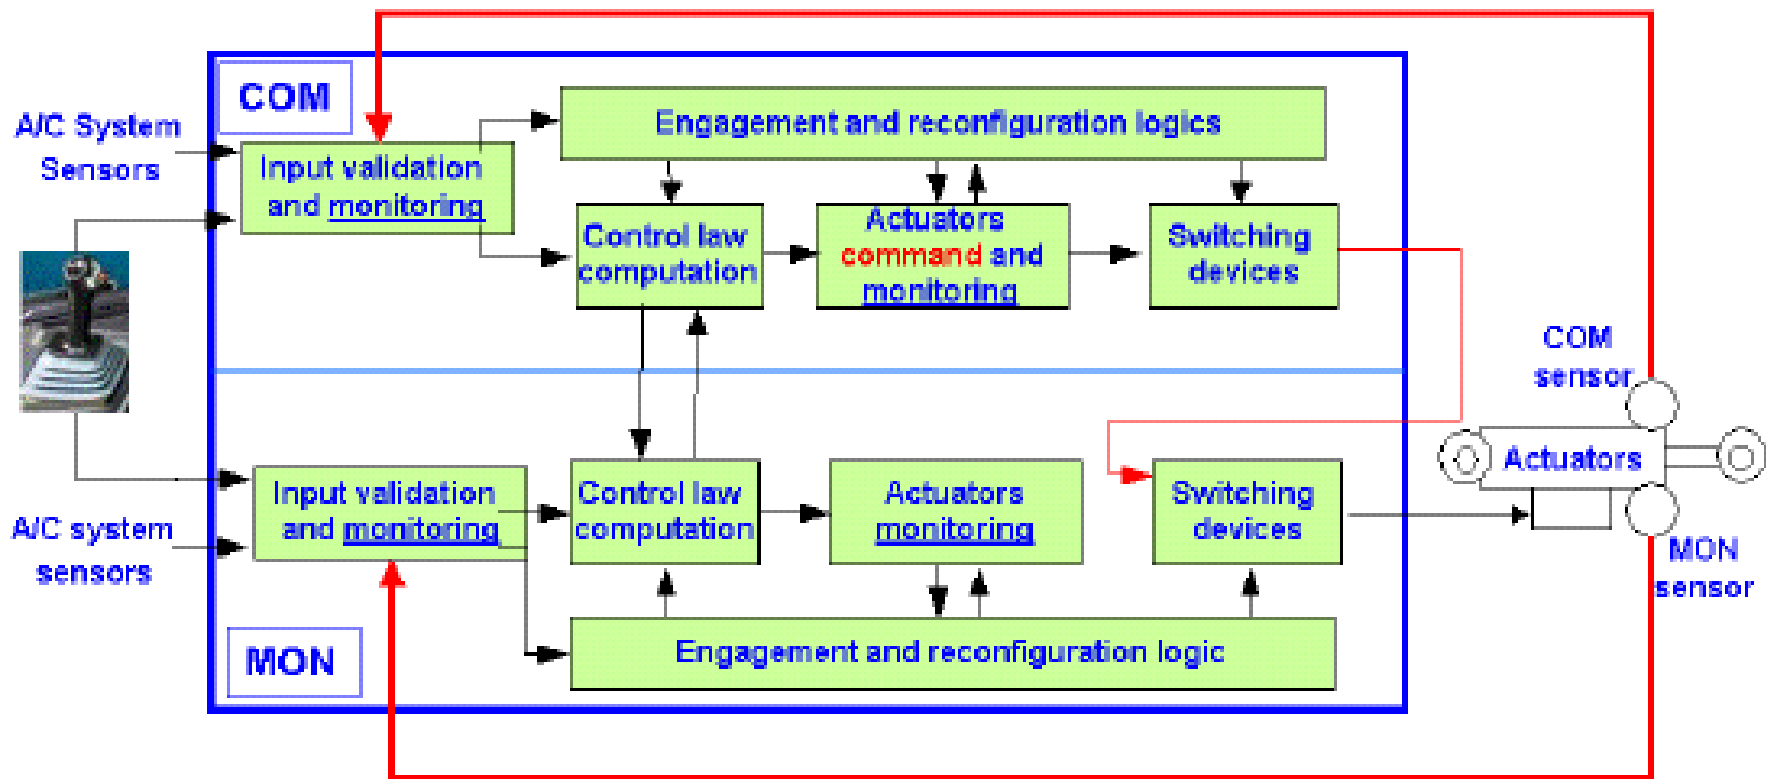 COM
A/C System
Sensors
Input validation
and monitoring
Engagement and reconfiguration logics
Control law
computation
Actuators
command and
monitoring
Switching
devices
COM
sensor
Actuators
MON
sensor
A/C system
sensors
Input validation
and monitoring
Control law
computation
Actuators
monitoring
Switching
devices
MON
Engagement and reconfiguration logic